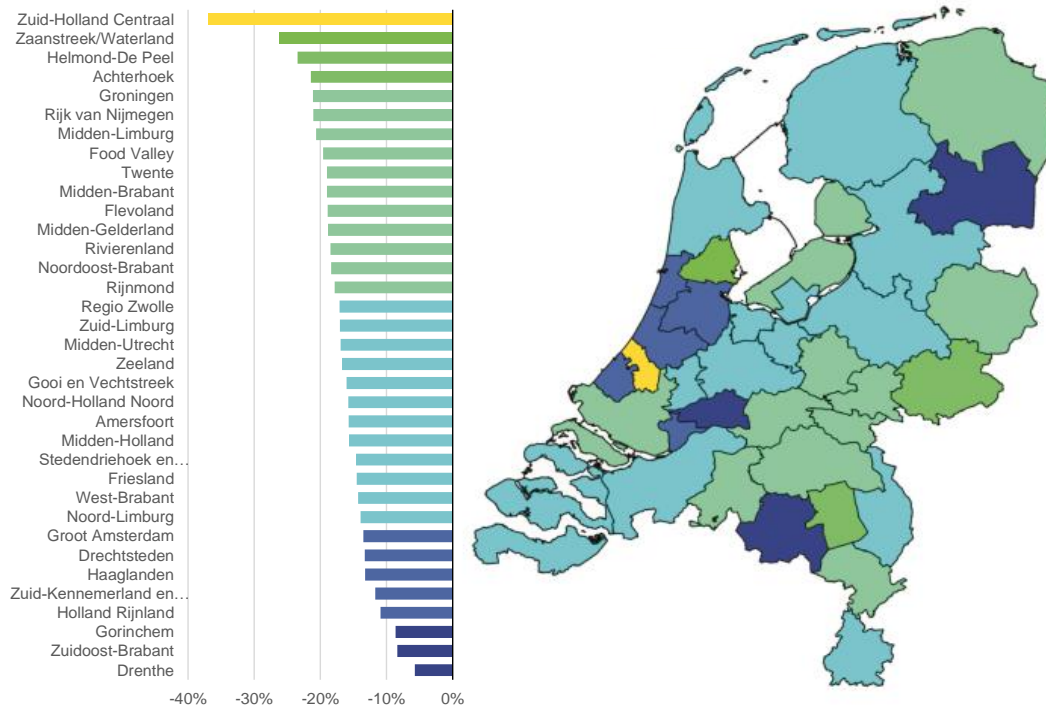 Zuid-Holland Centraal
Zaanstreek/Waterland
Helmond-De Peel
Achterhoek
Groningen
Rijk van Nijmegen
Midden-Limburg
Food Valley
Twente
Midden-Brabant
Flevoland
Midden-Gelderland
Rivierenland
Noordoost-Brabant
Rijnmond
Regio Zwolle
Zuid-Limburg
Midden-Utrecht
Zeeland
Gooi en Vechtstreek
Noord-Holland Noord
Amersfoort
Midden-Holland
Stedendriehoek en...
Friesland
West-Brabant
Noord-Limburg
Groot Amsterdam
Drechtsteden
Haaglanden
Zuid-Kennemerland en...
Holland Rijnland
Gorinchem
Zuidoost-Brabant
Drenthe
-40% -30% -20% -10% 0%